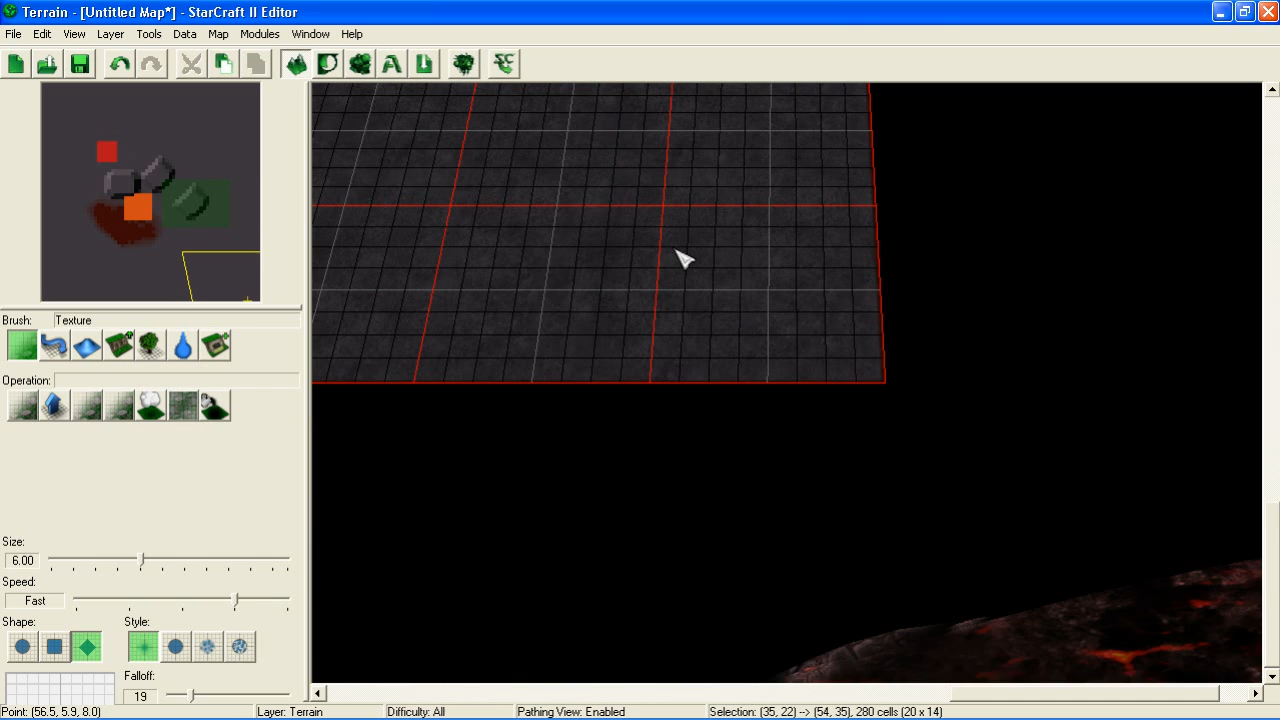 Terrain - [Untitled Map*] - StarCraft II Editor
File Edit View Layer Tools Data Map Modules Window Help
Brush: Texture
Operation:
Size:
6.00
Speed:
Fast
Shape: Style:
Falloff:
19
Point: (56.5, 5.9, 8.0) Layer: Terrain Difficulty: All Pathing View: Enabled Selection: (35, 22) --> (54, 35), 280 cells (20 x 14)